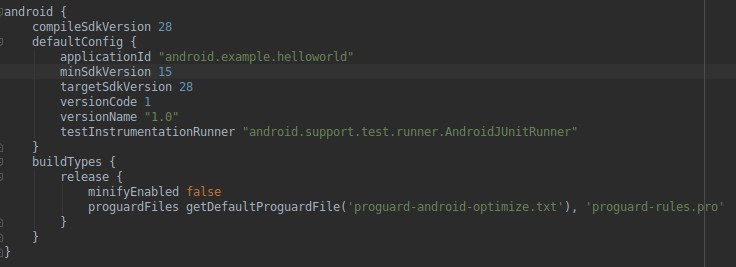 android {
    compileSdkVersion 28
    defaultConfig {
        applicationId "android.example.helloworld"
        minSdkVersion 15
        targetSdkVersion 28
        versionCode 1
        versionName "1.0"
        testInstrumentationRunner "android.support.test.runner.AndroidJUnitRunner"
    }
    buildTypes {
        release {
            minifyEnabled false
            proguardFiles getDefaultProguardFile('proguard-android-optimize.txt'), 'proguard-rules.pro'
        }
    }
}